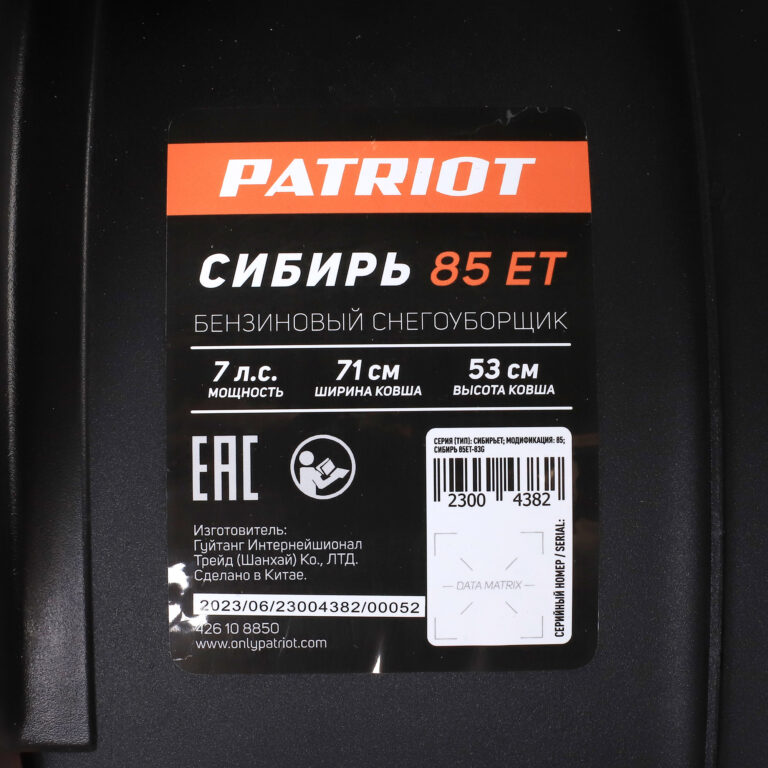 PATRIOT
СИБИРЬ 85 ET
БЕНЗИНОВЫЙ СНЕГОУБОРЩИК
7 л.с. 71 см 53 см
МОЩНОСТЬ ШИРИНА КОВША ВЫСОТА КОВША
EAC
Изготовитель:
Гуйтанг Интернейшионал
Трейд (Шанхай) Ко., ЛТД.
Сделано в Китае.
2023/06/23004382/00052
426 10 8850
www.onlypatriot.com
СЕРИЯ (ТИП): СИБИРЬЕТ; МОДИФИКАЦИЯ: 85;
СИБИРЬ 85ET-83G
2300 4382
DATA MATRIX
СЕРИЙНЫЙ НОМЕР / SERIAL: